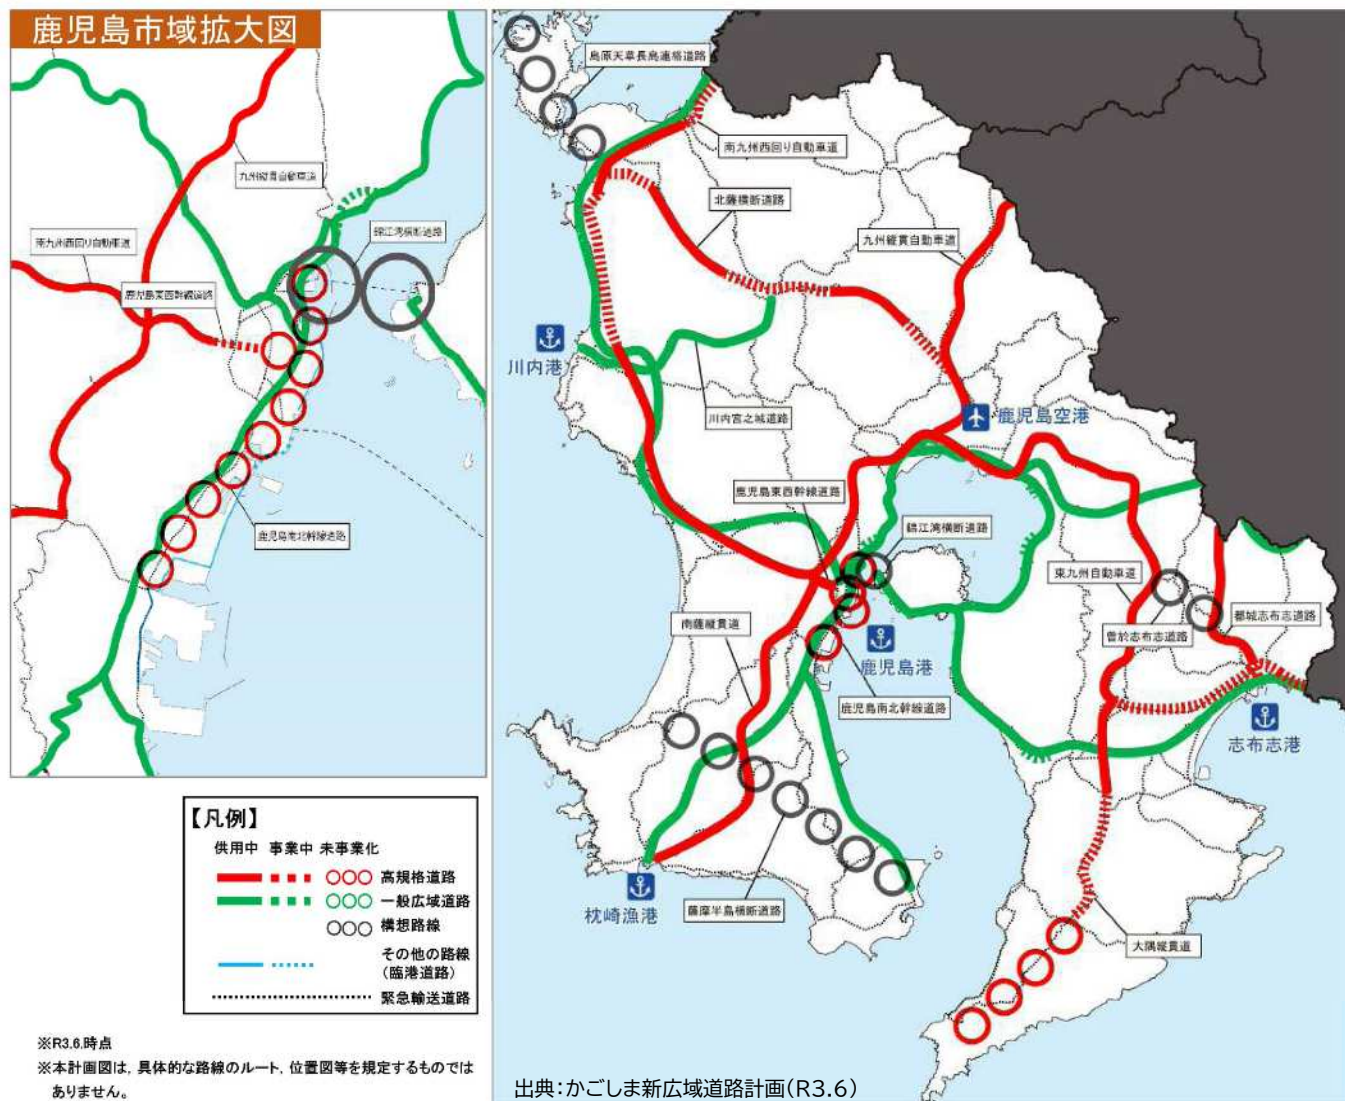 鹿児島市域拡大図
九州縦貫自動車道
錦江湾横断道路
南九州西回り自動車道
鹿児島東西幹線道路
鹿児島南北幹線道路
島原天草長島連絡道路
南九州西回り自動車道
北薩横断道路
九州縦貫自動車道
川内港
鹿児島空港
川内宮之城道路
鹿児島東西幹線道路
錦江湾横断道路
東九州自動車道
都城志布志道路
曽於志布志道路
南薩縦貫道
鹿児島港
鹿児島南北幹線道路
志布志港
枕崎漁港
薩摩半島横断道路
大隅縦貫道
【凡例】
供用中 事業中 未事業化
高規格道路
一般広域道路
構想路線
その他の路線
(臨港道路)
緊急輸送道路
※R3.6.時点
※本計画図は、具体的な路線のルート、位置図等を規定するものでは
ありません。
出典：かごしま新広域道路計画(R3.6)